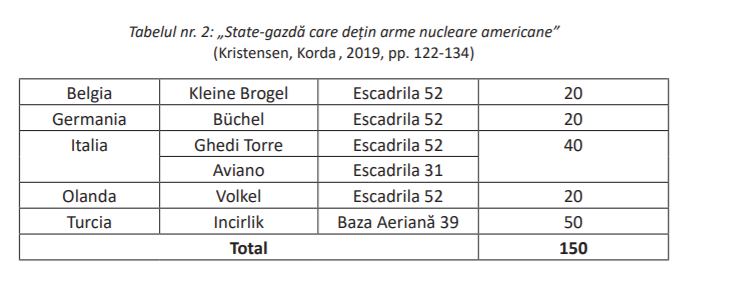 Tabelul nr. 2: „State-gazdă care dețin arme nucleare americane”
(Kristensen, Korda, 2019, pp. 122-134)
Belgia Kleine Brogel Escadrila 52 20
Germania Büchel Escadrila 52 20
Italia Ghedi Torre Escadrila 52 40
Aviano Escadrila 31
Olanda Volkel Escadrila 52 20
Turcia Incirlik Baza Aeriană 39 50
Total 150